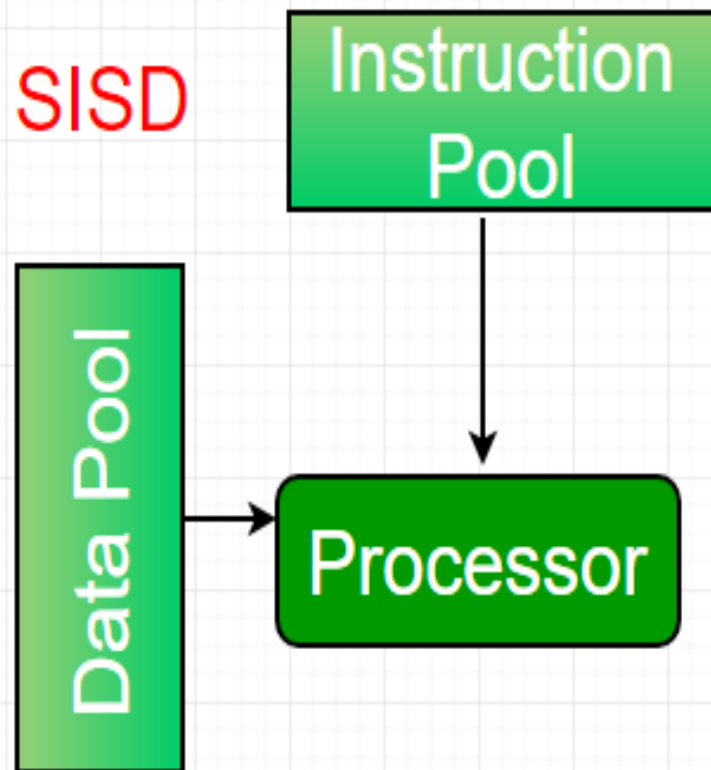 SISD
Instruction
Pool
Data Pool
Processor